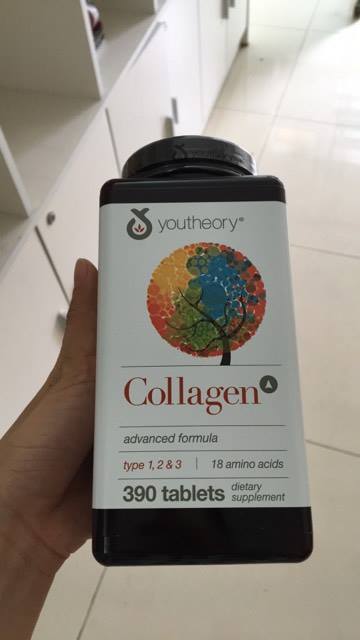 youtheory®
Collagen
advanced formula
type 1, 2 & 3 | 18 amino acids
390 tablets dietary supplement